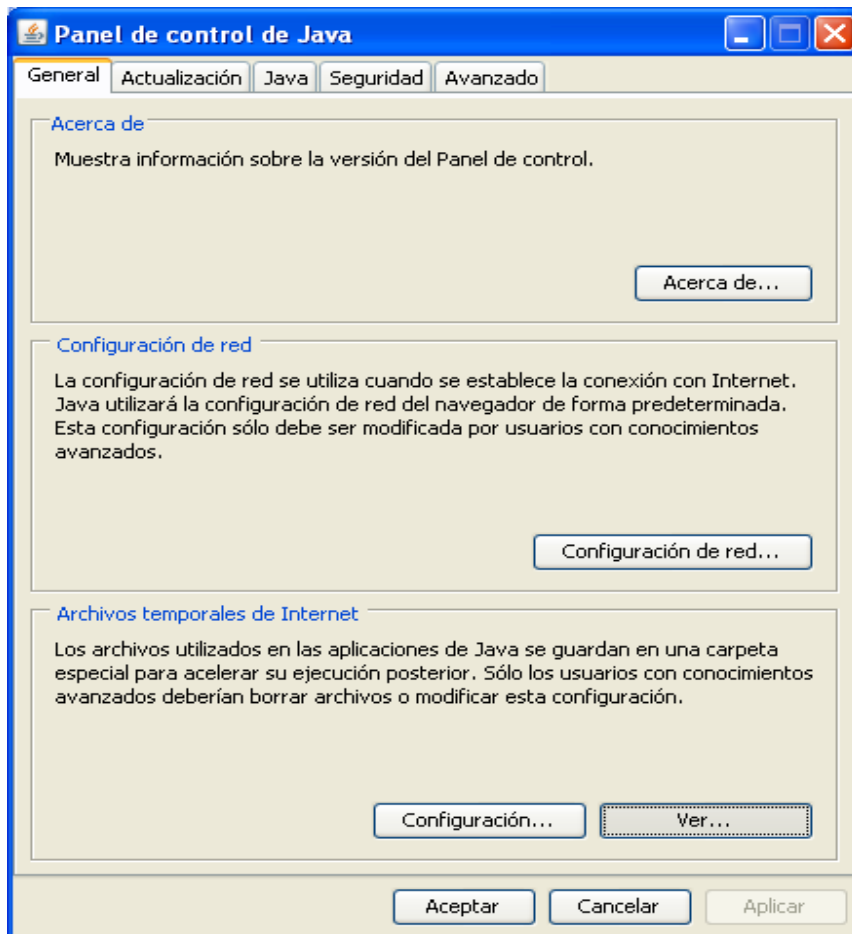 Panel de control de Java
General Actualización Java Seguridad Avanzado
Acerca de
Muestra información sobre la versión del Panel de control.
Acerca de...
Configuración de red
La configuración de red se utiliza cuando se establece la conexión con Internet.
Java utilizará la configuración de red del navegador de forma predeterminada.
Esta configuración sólo debe ser modificada por usuarios con conocimientos
avanzados.
Configuración de red...
Archivos temporales de Internet
Los archivos utilizados en las aplicaciones de Java se guardan en una carpeta
especial para acelerar su ejecución posterior. Sólo los usuarios con conocimientos
avanzados deberían borrar archivos o modificar esta configuración.
Configuración... Ver...
Aceptar Cancelar Aplicar